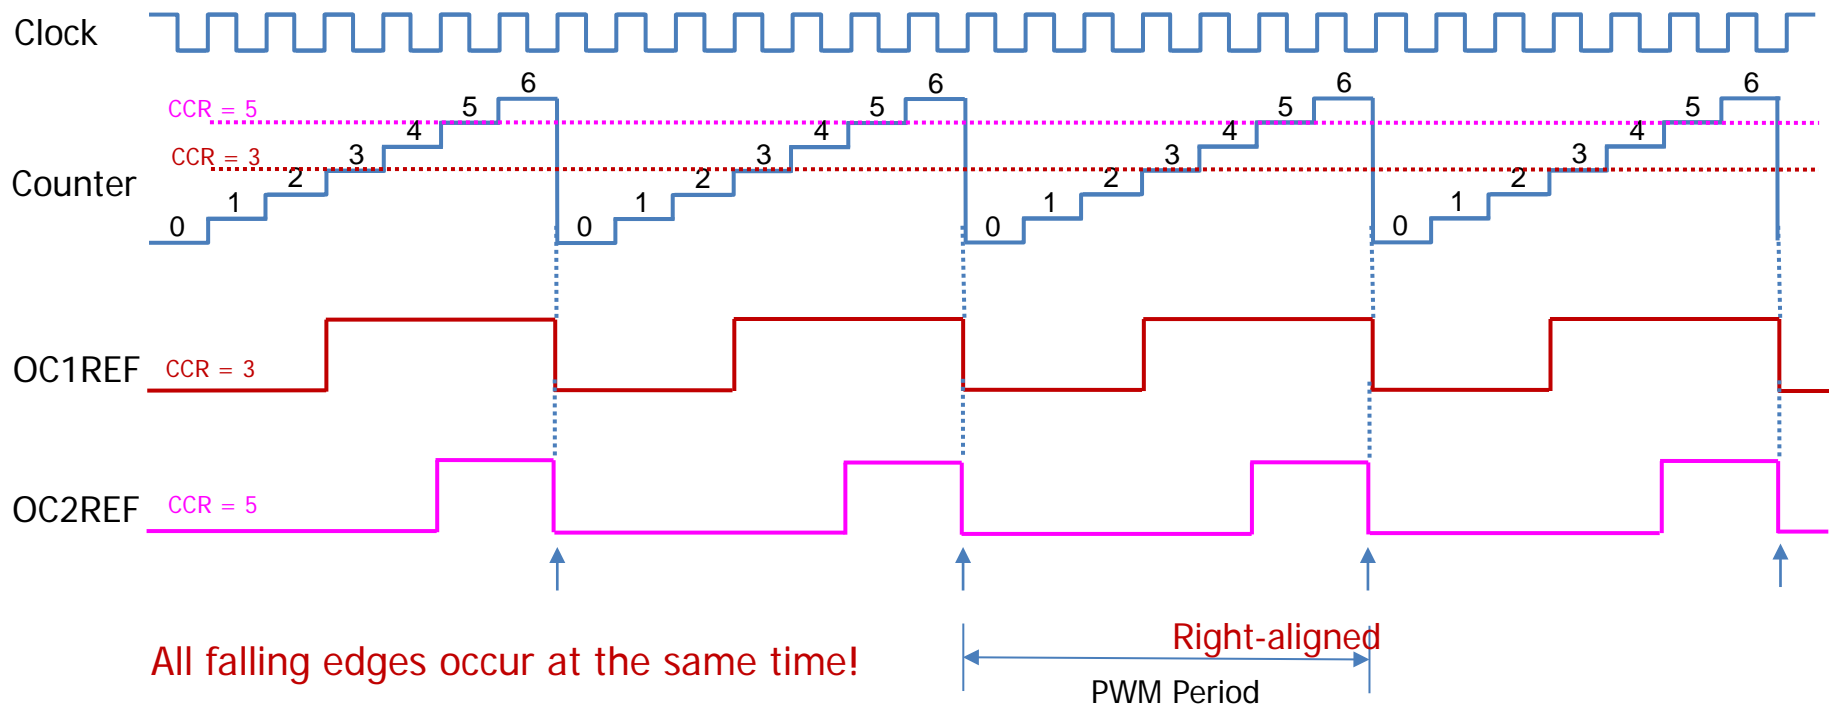 Clock
6 6 6 6
CCR = 5 5 5 5 5
4 4 4 4
CCR = 3 3 3 3 3
Counter 2 2 2 2
1 1 1 1
0 0 0 0
OC1REF CCR = 3
OC2REF CCR = 5
All falling edges occur at the same time! Right-aligned
PWM Period